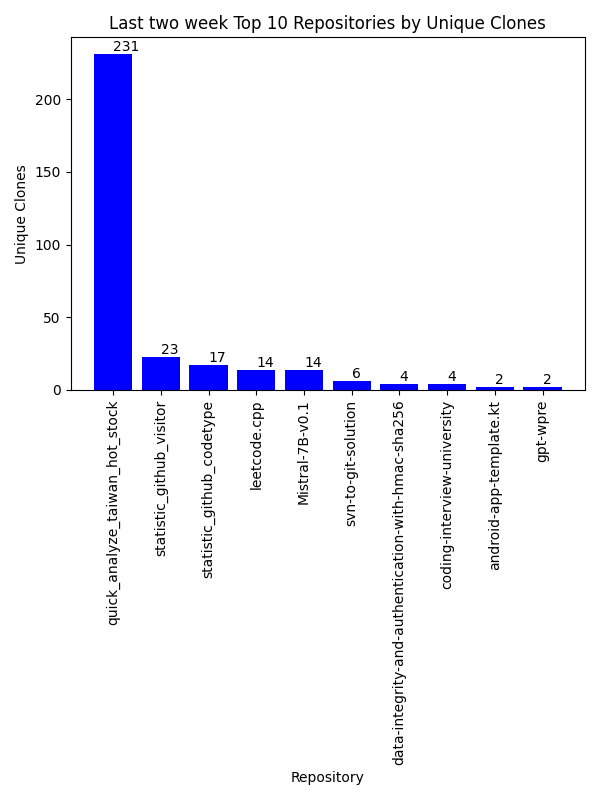 Last two week Top 10 Repositories by Unique Clones
Unique Clones
200
150
100
50
0
231
23
17
14
14
6
4
4
2
2
quick_analyze_taiwan_hot_stock
statistic_github_visitor
statistic_github_codetype
leetcode.cpp
Mistral-7B-v0.1
svn-to-git-solution
data-integrity-and-authentication-with-hmac-sha256
coding-interview-university
android-app-template.kt
gpt-wpre
Repository